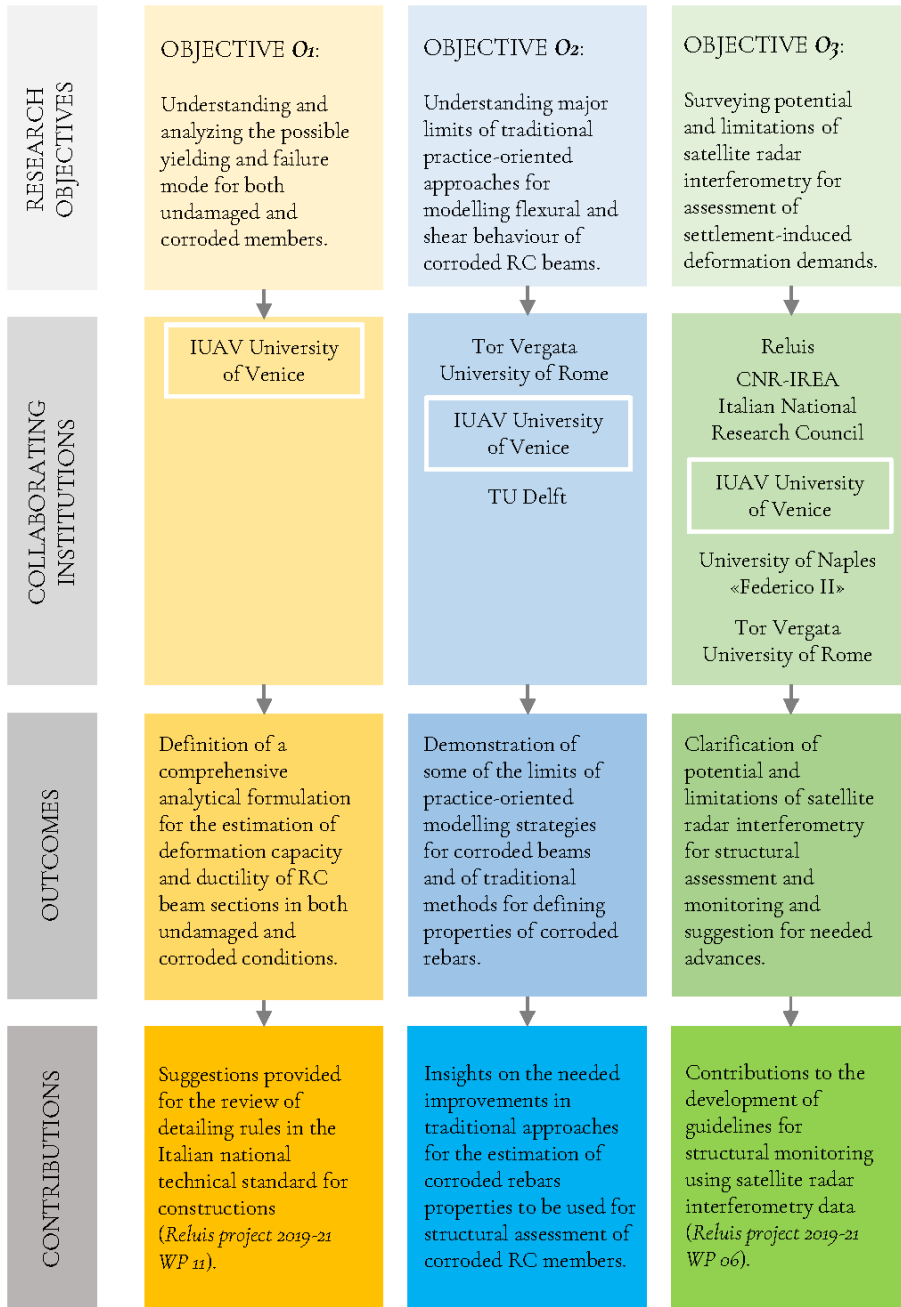 RESEARCH
OBJECTIVES
OBJECTIVE O1:
Understanding and
analyzing the possible
yielding and failure
mode for both
undamaged and
corroded members.
OBJECTIVE O2:
Understanding major
limits of traditional
practice-oriented
approaches for
modelling flexural and
shear behaviour of
corroded RC beams.
OBJECTIVE O3:
Surveying potential
and limitations of
satellite radar
interferometry for
assessment of
settlement-induced
deformation demands.
COLLABORATING
INSTITUTIONS
IUAV University
of Venice
Tor Vergata
University of Rome
IUAV University
of Venice
TU Delft
Reluis
CNR-IREA
Italian National
Research Council
IUAV University
of Venice
University of Naples
«Federico II»
Tor Vergata
University of Rome
OUTCOMES
Definition of a
comprehensive
analytical formulation
for the estimation of
deformation capacity
and ductility of RC
beam sections in both
undamaged and
corroded conditions.
Demonstration of
some of the limits of
practice-oriented
modelling strategies
for corroded beams
and of traditional
methods for defining
properties of corroded
rebars.
Clarification of
potential and
limitations of satellite
radar interferometry
for structural
assessment and
monitoring and
suggestion for needed
advances.
CONTRIBUTIONS
Suggestions provided
for the review of
detailing rules in the
Italian national
technical standard for
constructions
(Reluis project 2019-21
WP 11).
Insights on the needed
improvements in
traditional approaches
for the estimation of
corroded rebars
properties to be used for
structural assessment of
corroded RC members.
Contributions to the
development of
guidelines for
structural monitoring
using satellite radar
interferometry data
(Reluis project 2019-21
WP 06).